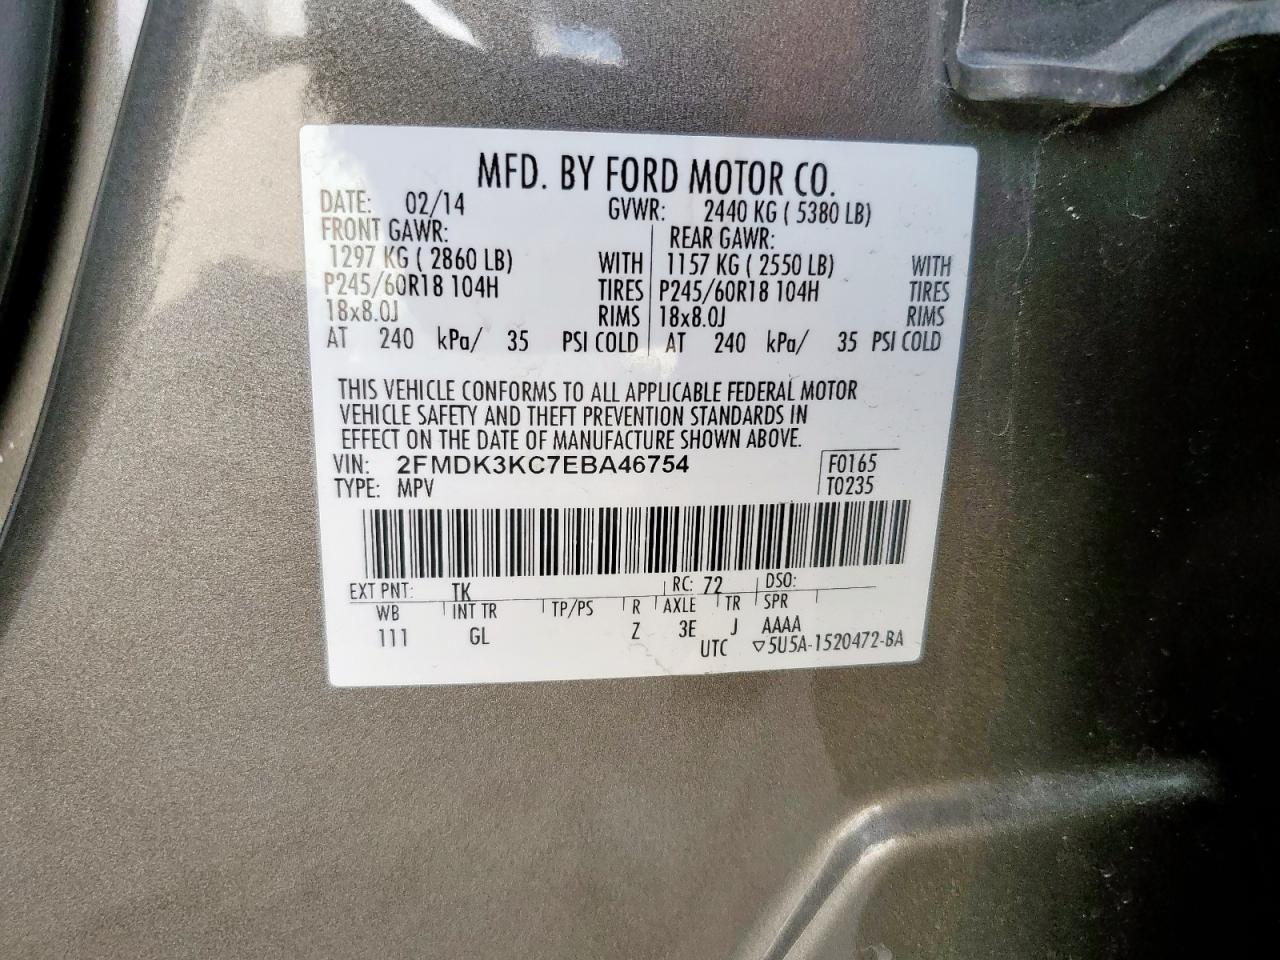 MFD. BY FORD MOTOR CO.
DATE: 02/14 GVWR: 2440 KG ( 5380 LB)
FRONT GAWR: REAR GAWR:
1297 KG ( 2860 LB) WITH 1157 KG ( 2550 LB) WITH
P245/60R18 104H TIRES P245/60R18 104H TIRES
18x8.0J RIMS 18x8.0J RIMS
AT 240 kPa/ 35 PSI COLD AT 240 kPa/ 35 PSI COLD
THIS VEHICLE CONFORMS TO ALL APPLICABLE FEDERAL MOTOR
VEHICLE SAFETY AND THEFT PREVENTION STANDARDS IN
EFFECT ON THE DATE OF MANUFACTURE SHOWN ABOVE.
VIN: 2FMDK3KC7EBA46754 F0165
TYPE: MPV T0235
EXT PNT: TK RC: 72 DSO:
WB INT TR TP/PS R AXLE TR SPR
111 GL Z 3E J AAAA
UTC ▽5U5A-1520472-BA